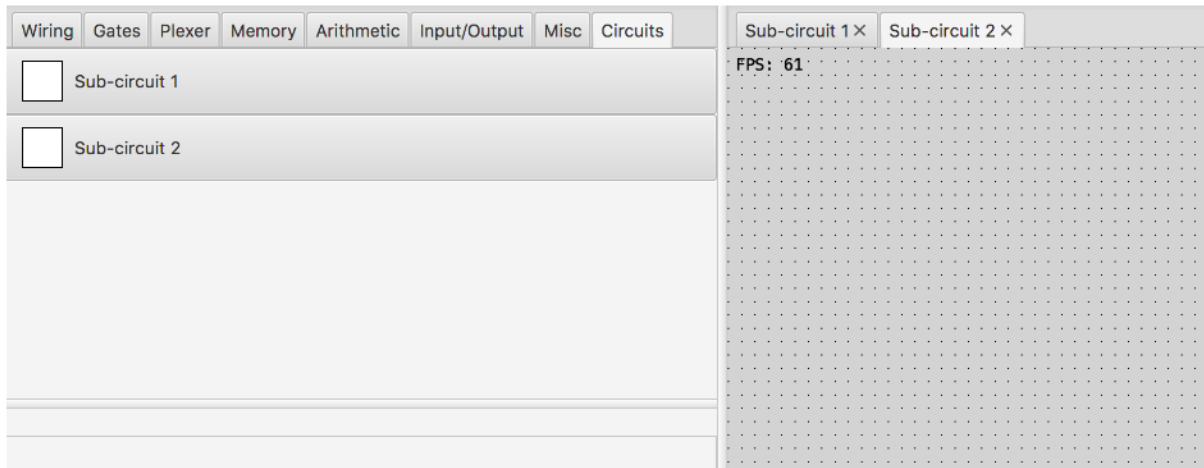 Wiring Gates Plexer Memory Arithmetic Input/Output Misc Circuits
Sub-circuit 1
Sub-circuit 2
Sub-circuit 1 × Sub-circuit 2 ×
FPS: 61